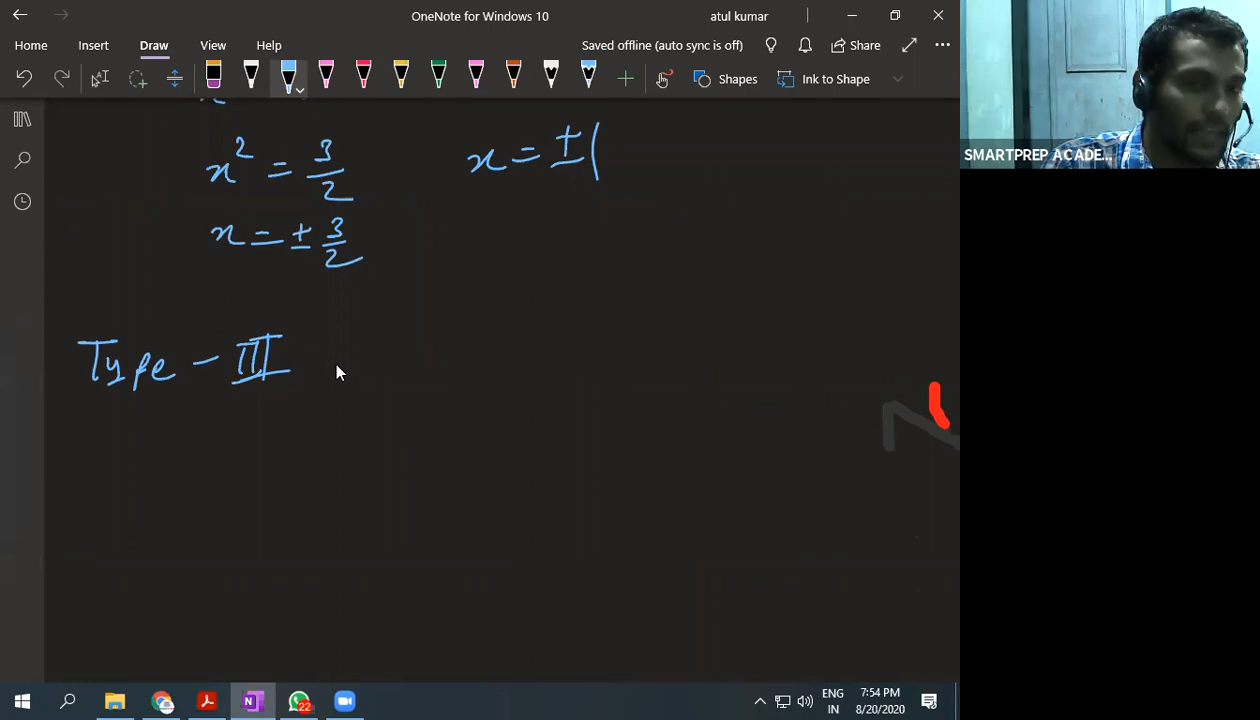 OneNote for Windows 10
atul kumar
Home Insert Draw View Help
Saved offline (auto sync is off)
Share
Shapes
Ink to Shape
SMARTPREP ACADE...
x² = 3/2
x = ± 3/2
x = ± (
Type - III
22
ENG
IN
7:54 PM
8/20/2020